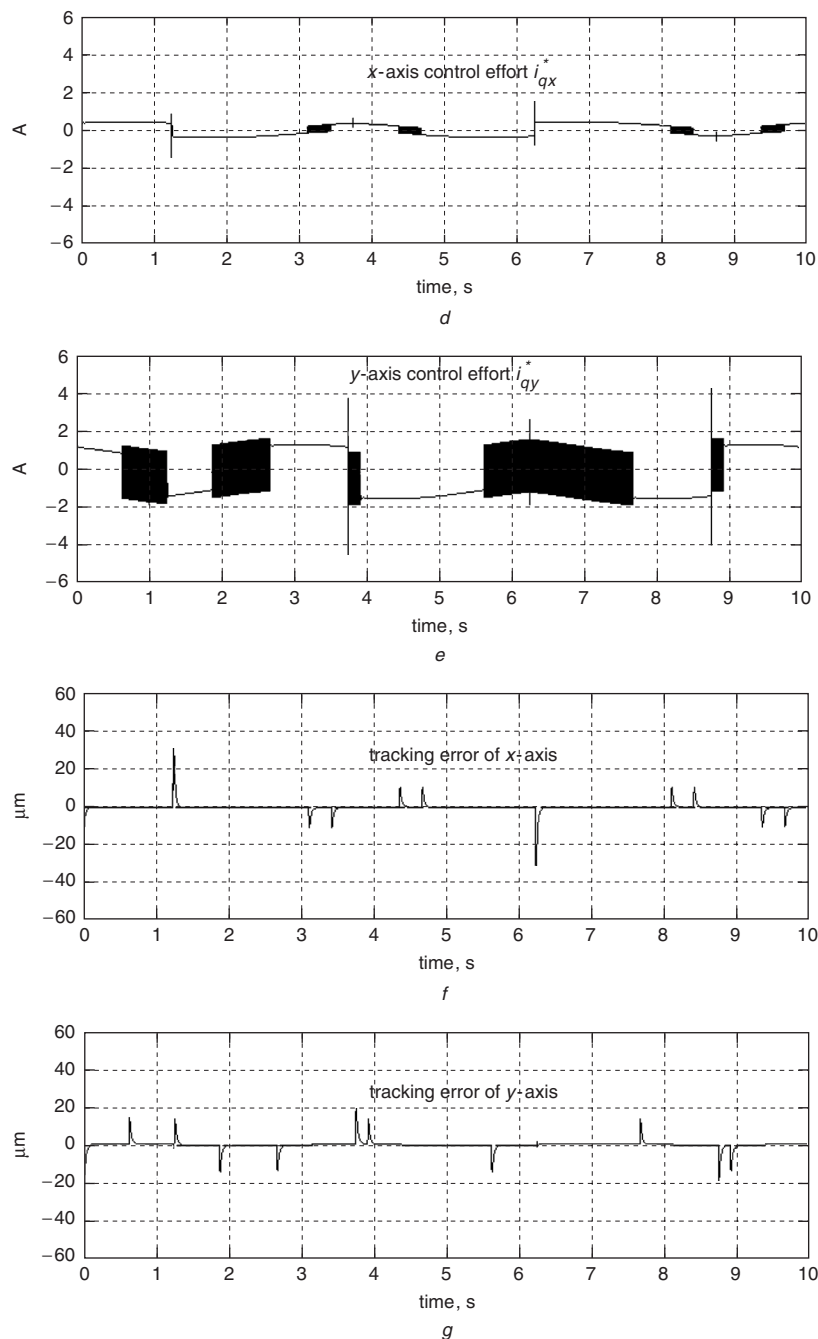 6
4
x-axis control effort i*qx
2
A
0
−2
−4
−6
0 1 2 3 4 5 6 7 8 9 10
time, s
d
6
y-axis control effort i*qy
4
2
A
0
−2
−4
−6
0 1 2 3 4 5 6 7 8 9 10
time, s
e
60
40
tracking error of x-axis
20
μm
0
−20
−40
−60
0 1 2 3 4 5 6 7 8 9 10
time, s
f
60
40
tracking error of y-axis
20
μm
0
−20
−40
−60
0 1 2 3 4 5 6 7 8 9 10
time, s
g